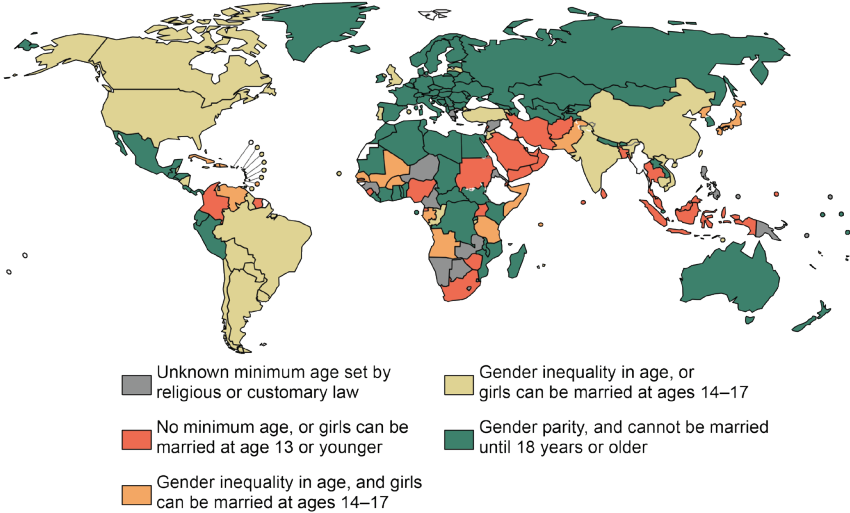 Unknown minimum age set by
religious or customary law
No minimum age, or girls can be
married at age 13 or younger
Gender inequality in age, and girls
can be married at ages 14–17
Gender inequality in age, or
girls can be married at ages 14–17
Gender parity, and cannot be married
until 18 years or older